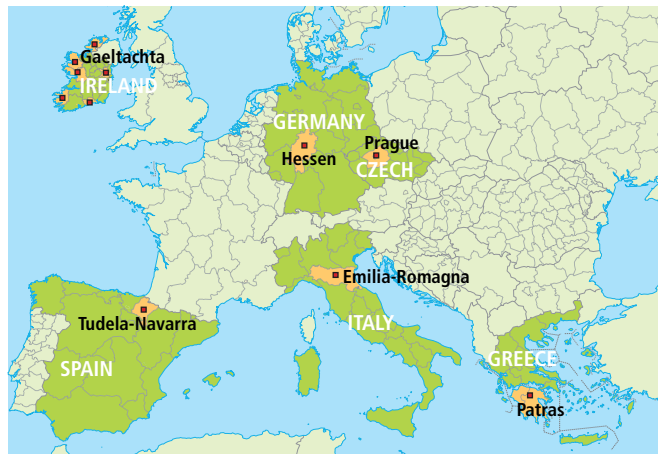 Gaeltachta
IRELAND
GERMANY
Prague
Hessen
CZECH
Emilia-Romagna
Tudela-Navarra
ITALY
SPAIN
GREECE
Patras